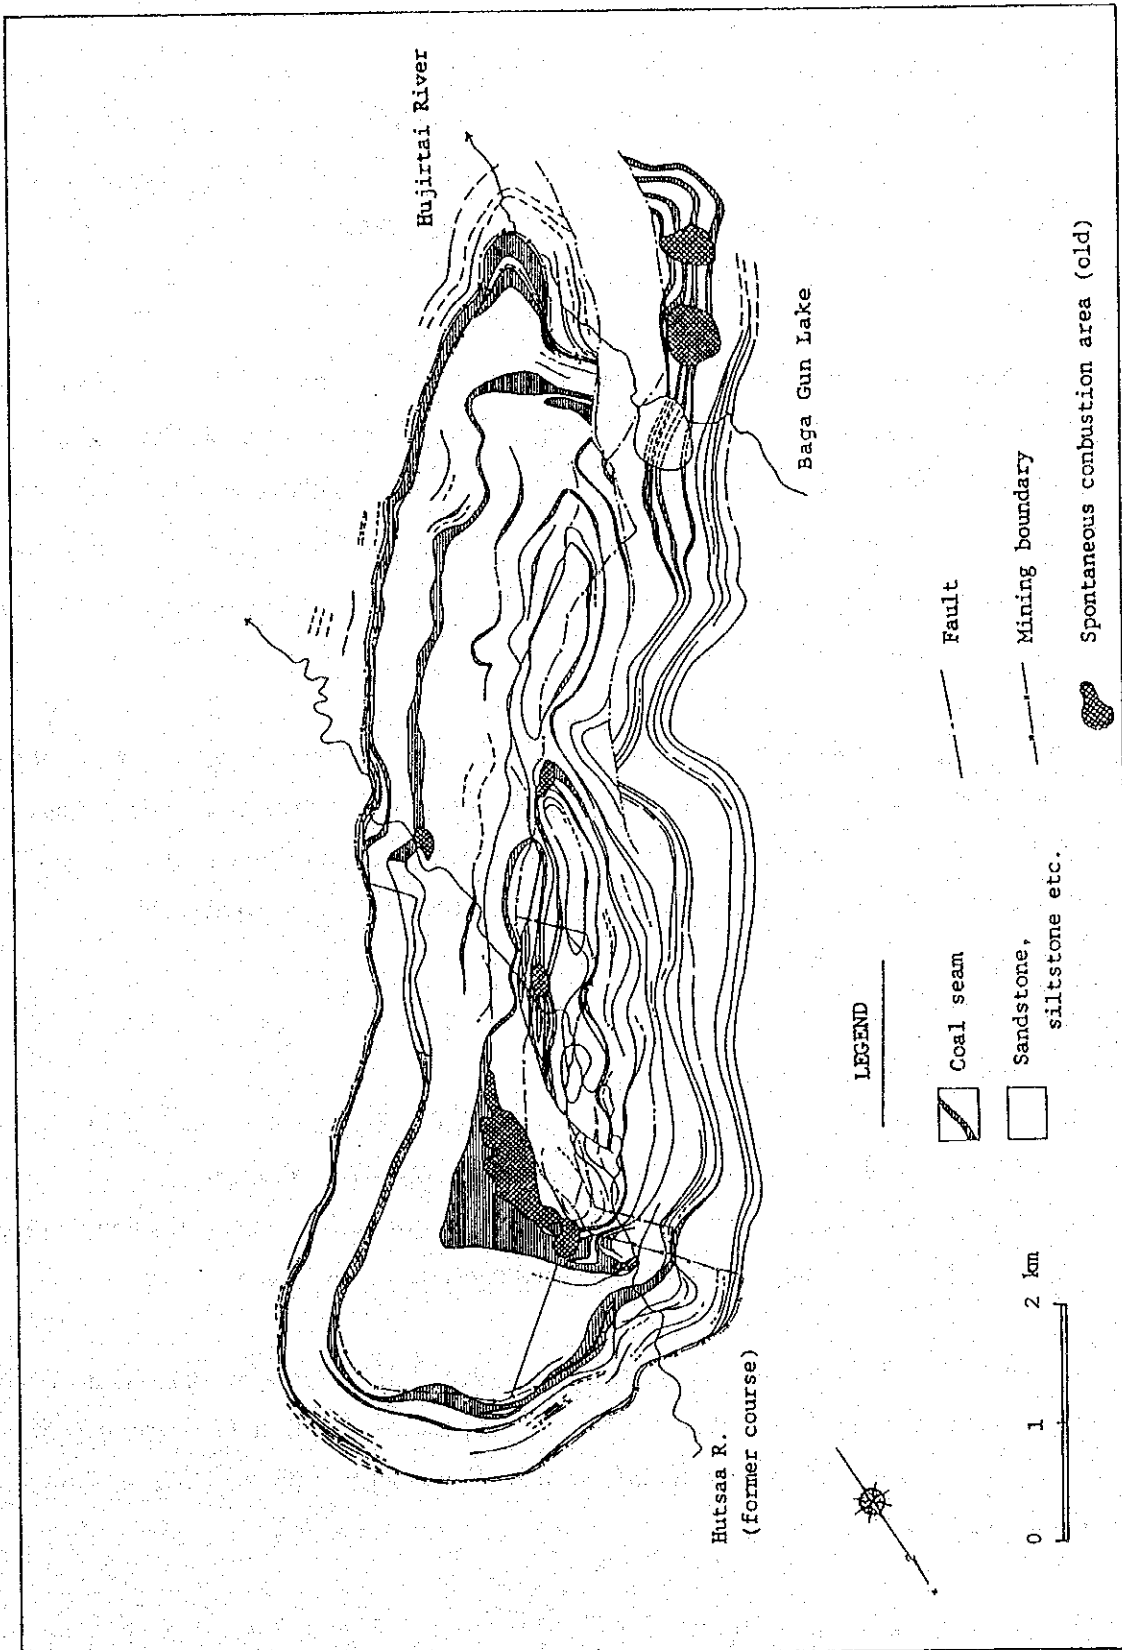 Hujirtai River
Baga Gun Lake
Hutsaa R.
(former course)
N
LEGEND
Coal seam
Sandstone,
siltstone etc.
Fault
Mining boundary
Spontaneous conbustion area (old)
0 1 2 km